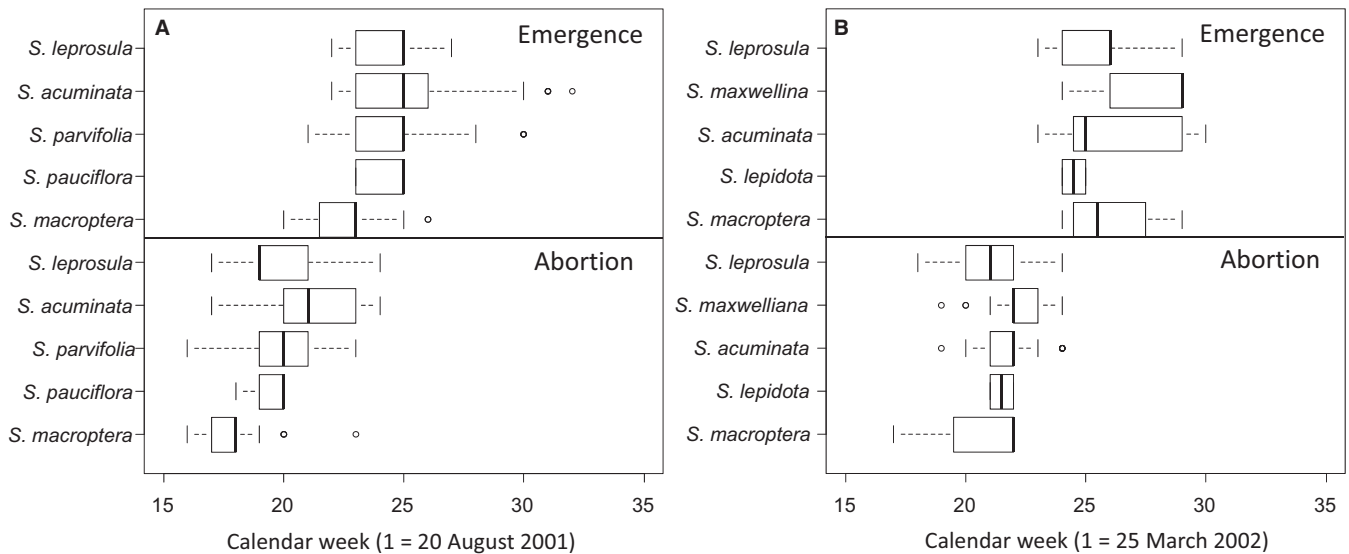 A
Emergence
S. leprosula
S. acuminata
S. parvifolia
S. pauciflora
S. macroptera
Abortion
S. leprosula
S. acuminata
S. parvifolia
S. pauciflora
S. macroptera
15 20 25 30 35
Calendar week (1 = 20 August 2001)
B
Emergence
S. leprosula
S. maxwellina
S. acuminata
S. lepidota
S. macroptera
Abortion
S. leprosula
S. maxwelliana
S. acuminata
S. lepidota
S. macroptera
15 20 25 30 35
Calendar week (1 = 25 March 2002)